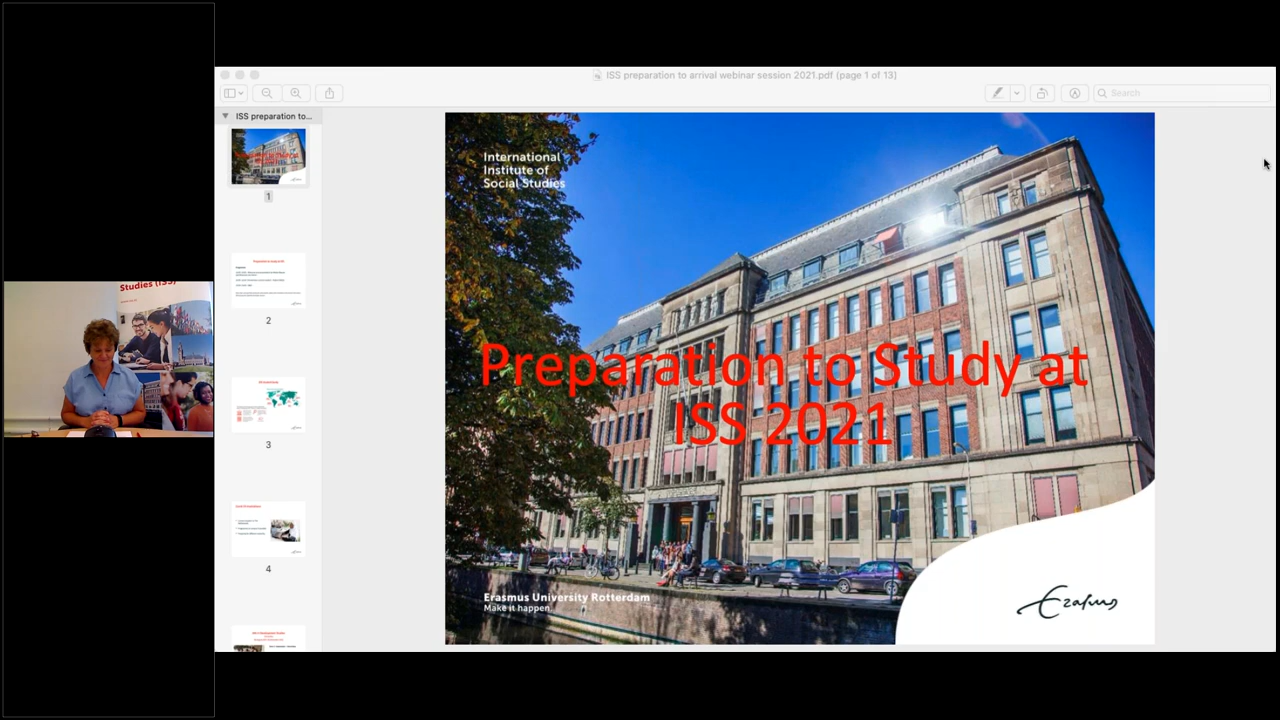 ISS preparation to arrival webinar session 2021.pdf (page 1 of 13)
Search
ISS preparation to...
1
2
3
4
Studies (ISS)
International
Institute of
Social Studies
Preparation to Study at
ISS 2021
Erasmus University Rotterdam
Make it happen.
Erasmus